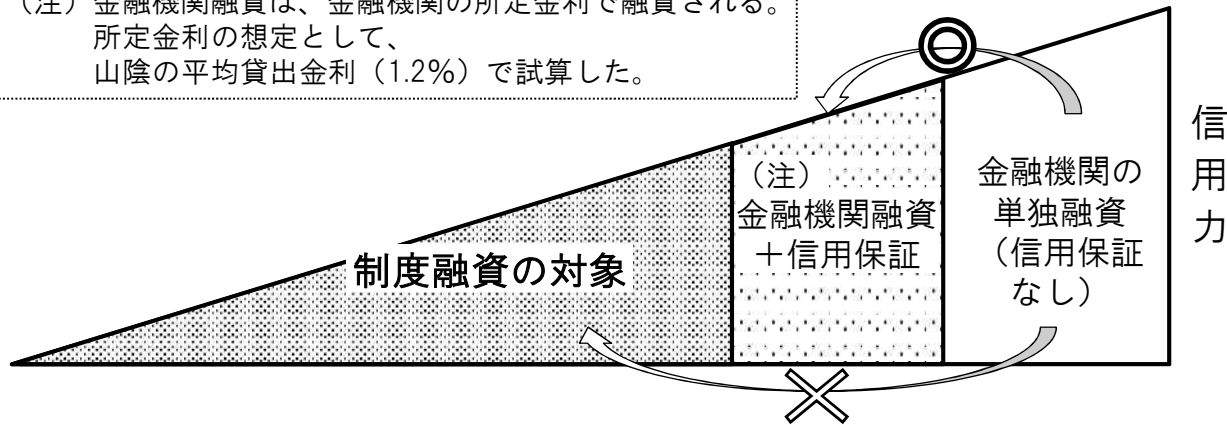 （注）金融機関融資は、金融機関の所定金利で融資される。
所定金利の想定として、
山陰の平均貸出金利（1.2％）で試算した。
制度融資の対象
（注）
金融機関融資
＋信用保証
金融機関の
単独融資
（信用保証
なし）
信
用
力